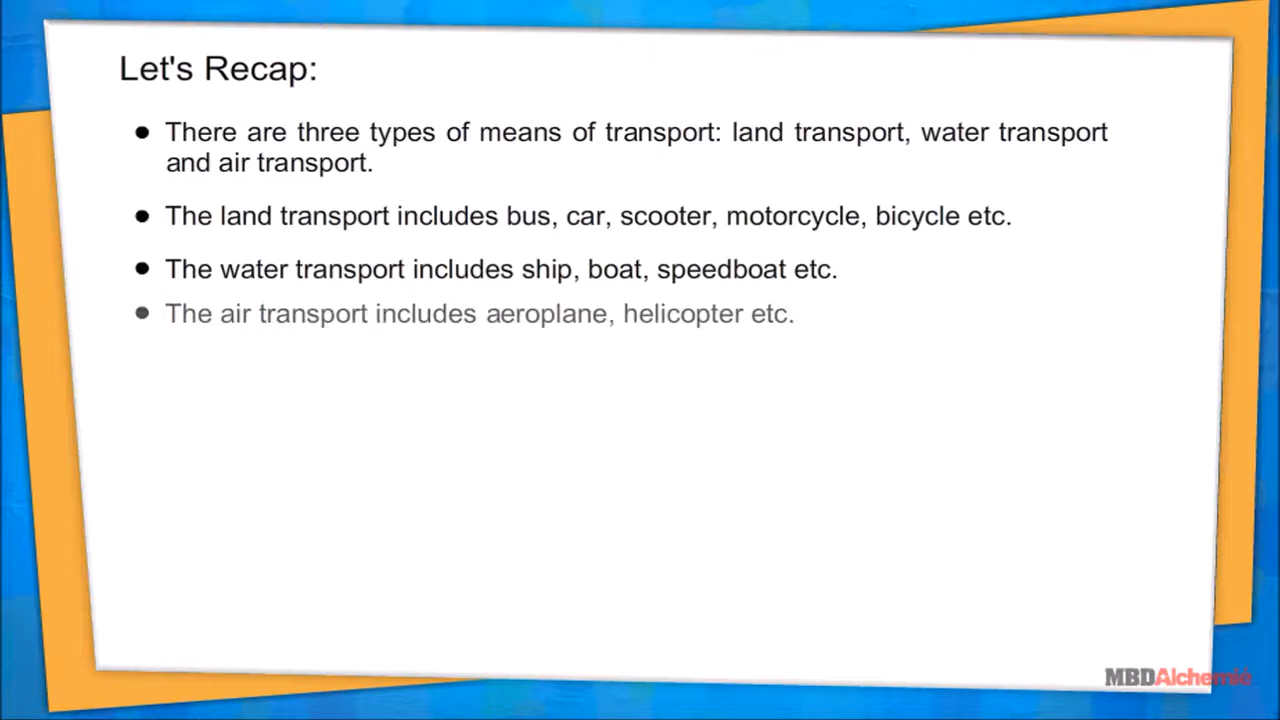 Let's Recap:
● There are three types of means of transport: land transport, water transport
and air transport.
● The land transport includes bus, car, scooter, motorcycle, bicycle etc.
● The water transport includes ship, boat, speedboat etc.
● The air transport includes aeroplane, helicopter etc.
MBDAlchemie